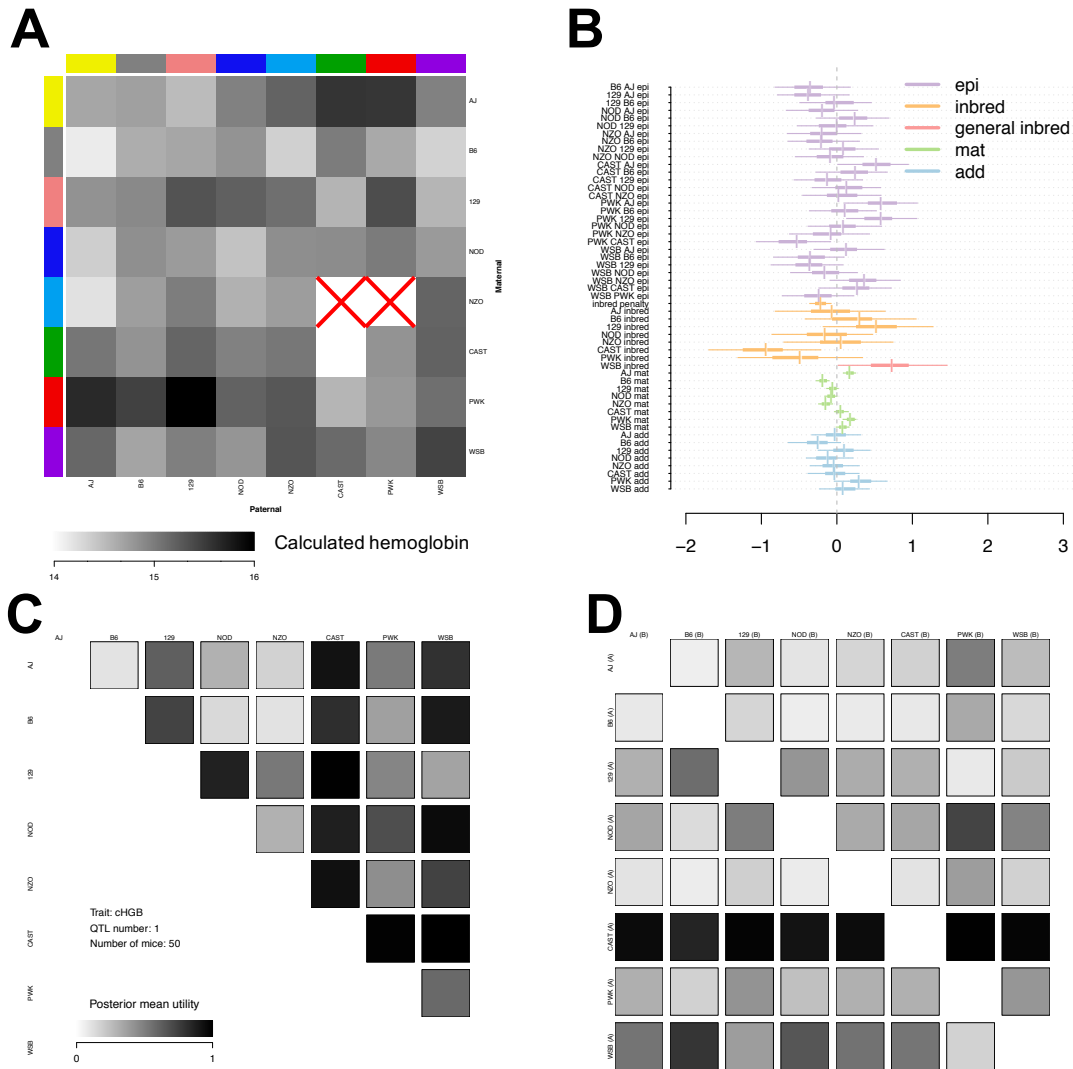 A
AJ
B6
129
NOD
NZO
CAST
PWK
WSB
Maternal
AJ
B6
129
NOD
NZO
CAST
PWK
WSB
Paternal
Calculated hemoglobin
14
15
16
B
B6 AJ epi
129 AJ epi
129 B6 epi
NOD AJ epi
NOD B6 epi
NOD 129 epi
NZO AJ epi
NZO B6 epi
NZO 129 epi
NZO NOD epi
CAST AJ epi
CAST B6 epi
CAST 129 epi
CAST NOD epi
CAST NZO epi
PWK AJ epi
PWK B6 epi
PWK 129 epi
PWK NOD epi
PWK NZO epi
PWK CAST epi
WSB AJ epi
WSB B6 epi
WSB 129 epi
WSB NOD epi
WSB NZO epi
WSB CAST epi
WSB PWK epi
inbred penalty
AJ inbred
B6 inbred
129 inbred
NOD inbred
NZO inbred
CAST inbred
PWK inbred
WSB inbred
AJ mat
B6 mat
129 mat
NOD mat
NZO mat
CAST mat
PWK mat
WSB mat
AJ add
B6 add
129 add
NOD add
NZO add
CAST add
PWK add
WSB add
epi
inbred
general inbred
mat
add
−2
−1
0
1
2
3
C
AJ
B6
129
NOD
NZO
CAST
PWK
WSB
AJ
B6
129
NOD
NZO
CAST
PWK
WSB
Trait: cHGB
QTL number: 1
Number of mice: 50
Posterior mean utility
0
1
D
AJ (B)
B6 (B)
129 (B)
NOD (B)
NZO (B)
CAST (B)
PWK (B)
WSB (B)
AJ (A)
B6 (A)
129 (A)
NOD (A)
NZO (A)
CAST (A)
PWK (A)
WSB (A)